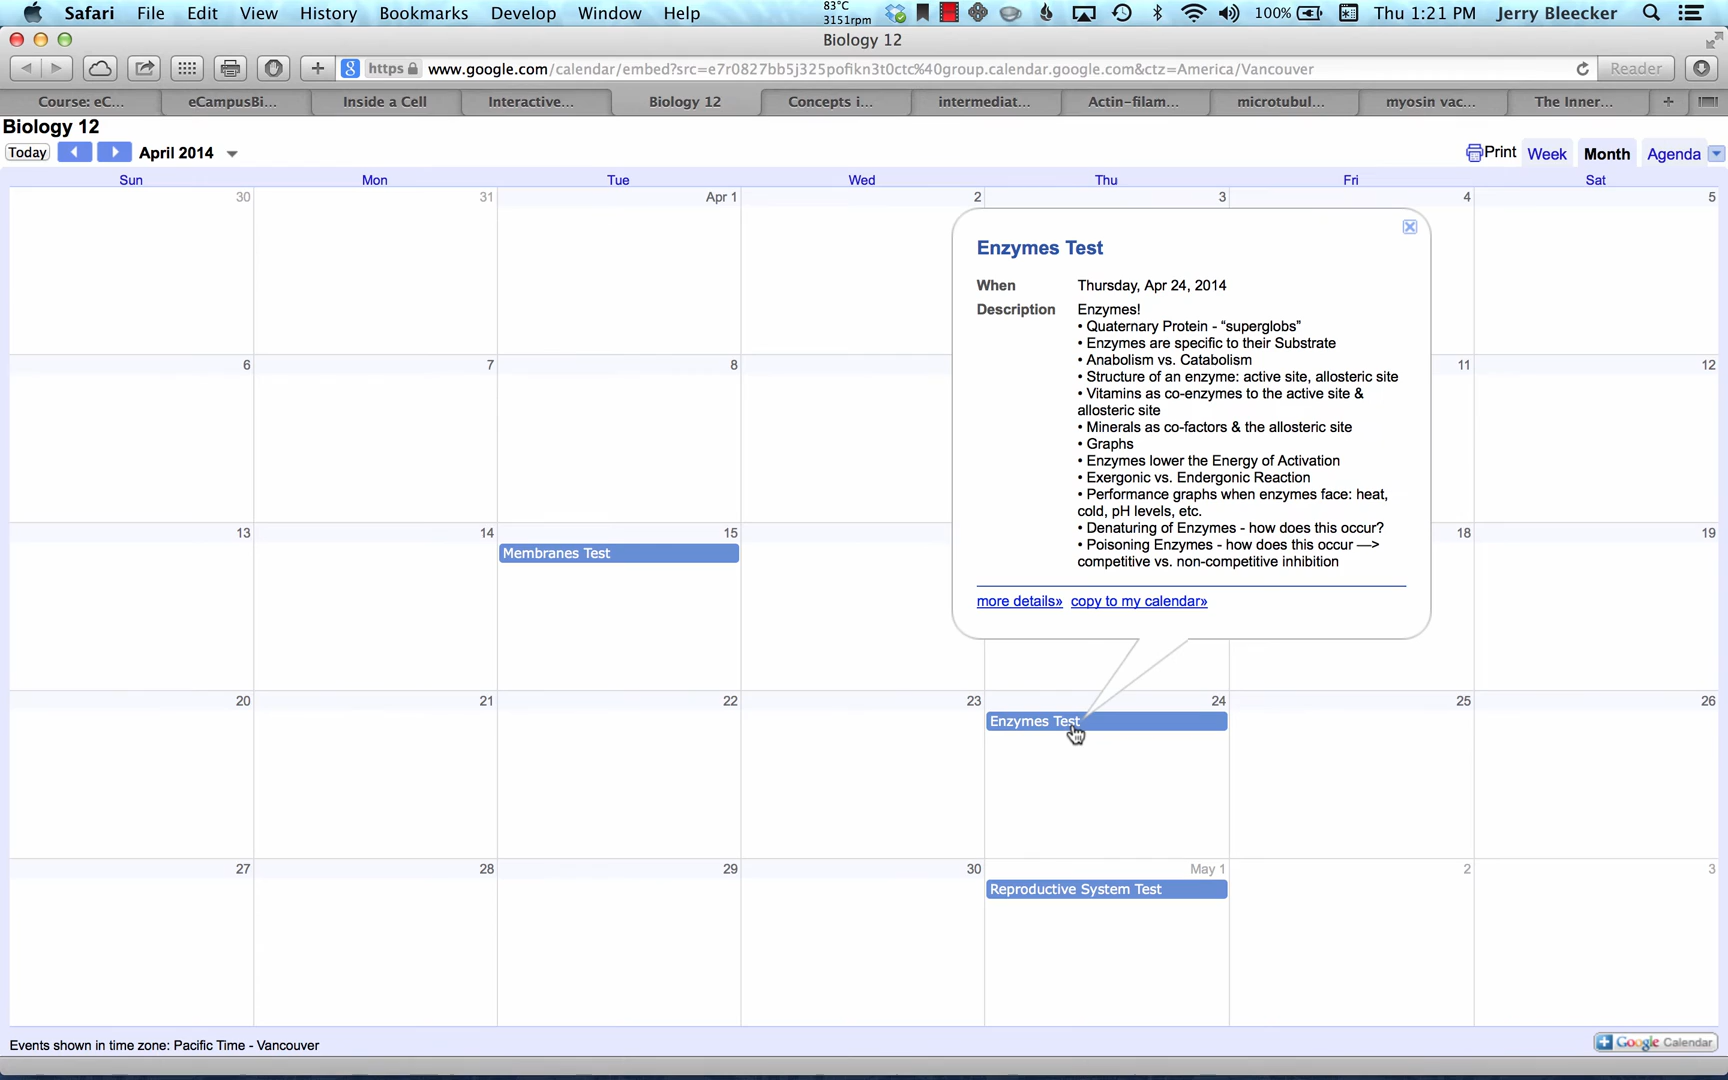 Safari File Edit View History Bookmarks Develop Window Help 83°C 3151rpm 100% Thu 1:21 PM Jerry Bleecker
Biology 12
https www.google.com/calendar/embed?src=e7r0827bb5j325pofikn3t0ctc%40group.calendar.google.com&ctz=America/Vancouver Reader
Course: eC... eCampusBi... Inside a Cell Interactive... Biology 12 Concepts i... intermediat... Actin-filam... microtubul... myosin vac... The Inner...
Biology 12
Today April 2014 Print Week Month Agenda
Sun Mon Tue Wed Thu Fri Sat
30 31 Apr 1 2 3 4 5
Enzymes Test
When Thursday, Apr 24, 2014
Description Enzymes!
• Quaternary Protein - “superglobs”
• Enzymes are specific to their Substrate
• Anabolism vs. Catabolism
• Structure of an enzyme: active site, allosteric site
• Vitamins as co-enzymes to the active site &
allosteric site
• Minerals as co-factors & the allosteric site
• Graphs
• Enzymes lower the Energy of Activation
• Exergonic vs. Endergonic Reaction
• Performance graphs when enzymes face: heat,
cold, pH levels, etc.
• Denaturing of Enzymes - how does this occur?
• Poisoning Enzymes - how does this occur —>
competitive vs. non-competitive inhibition
more details» copy to my calendar»
6 7 8 11 12
13 14 15 18 19
Membranes Test
20 21 22 23 24 25 26
Enzymes Test
27 28 29 30 May 1 2 3
Reproductive System Test
Events shown in time zone: Pacific Time - Vancouver
Google Calendar